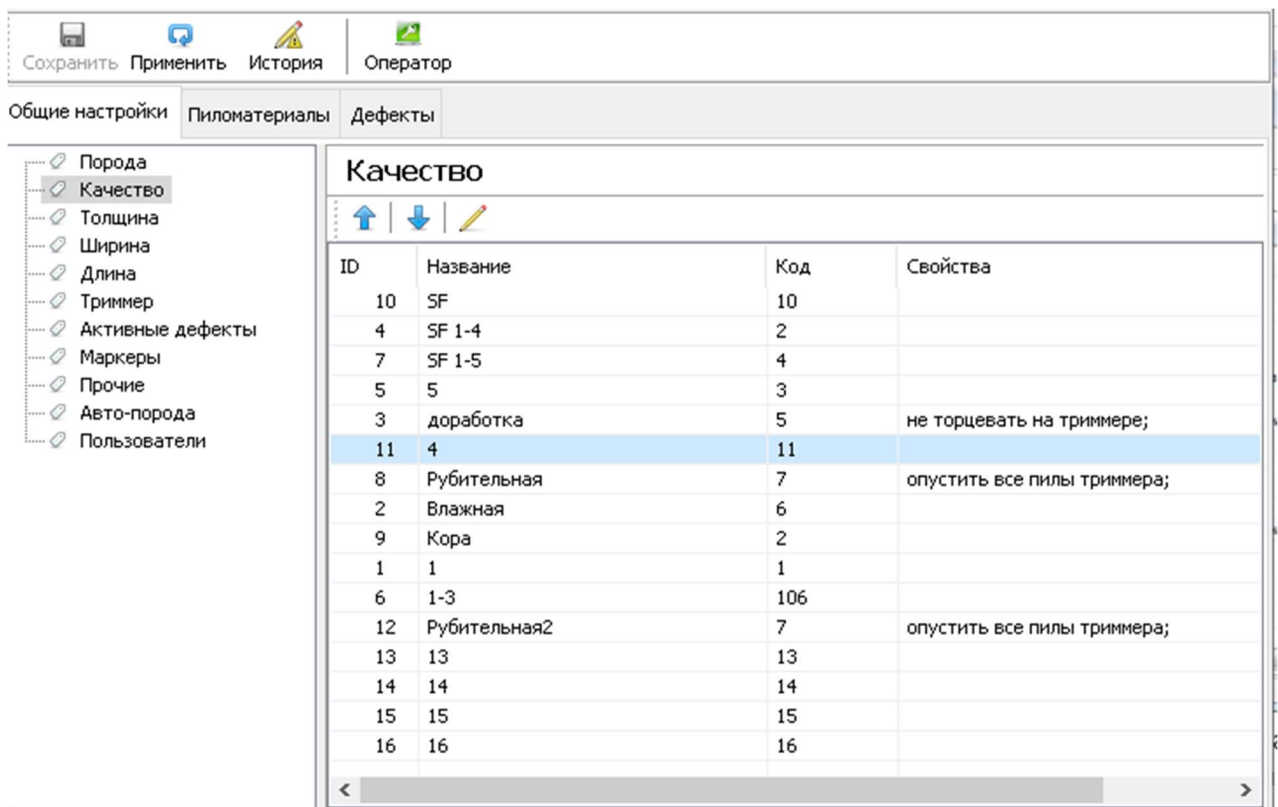 Сохранить Применить История Оператор
Общие настройки Пиломатериалы Дефекты
Порода
Качество
Толщина
Ширина
Длина
Триммер
Активные дефекты
Маркеры
Прочие
Авто-порода
Пользователи
Качество
ID Название Код Свойства
10 SF 10
4 SF 1-4 2
7 SF 1-5 4
5 5 3
3 доработка 5 не торцевать на триммере;
11 4 11
8 Рубительная 7 опустить все пилы триммера;
2 Влажная 6
9 Кора 2
1 1 1
6 1-3 106
12 Рубительная2 7 опустить все пилы триммера;
13 13 13
14 14 14
15 15 15
16 16 16